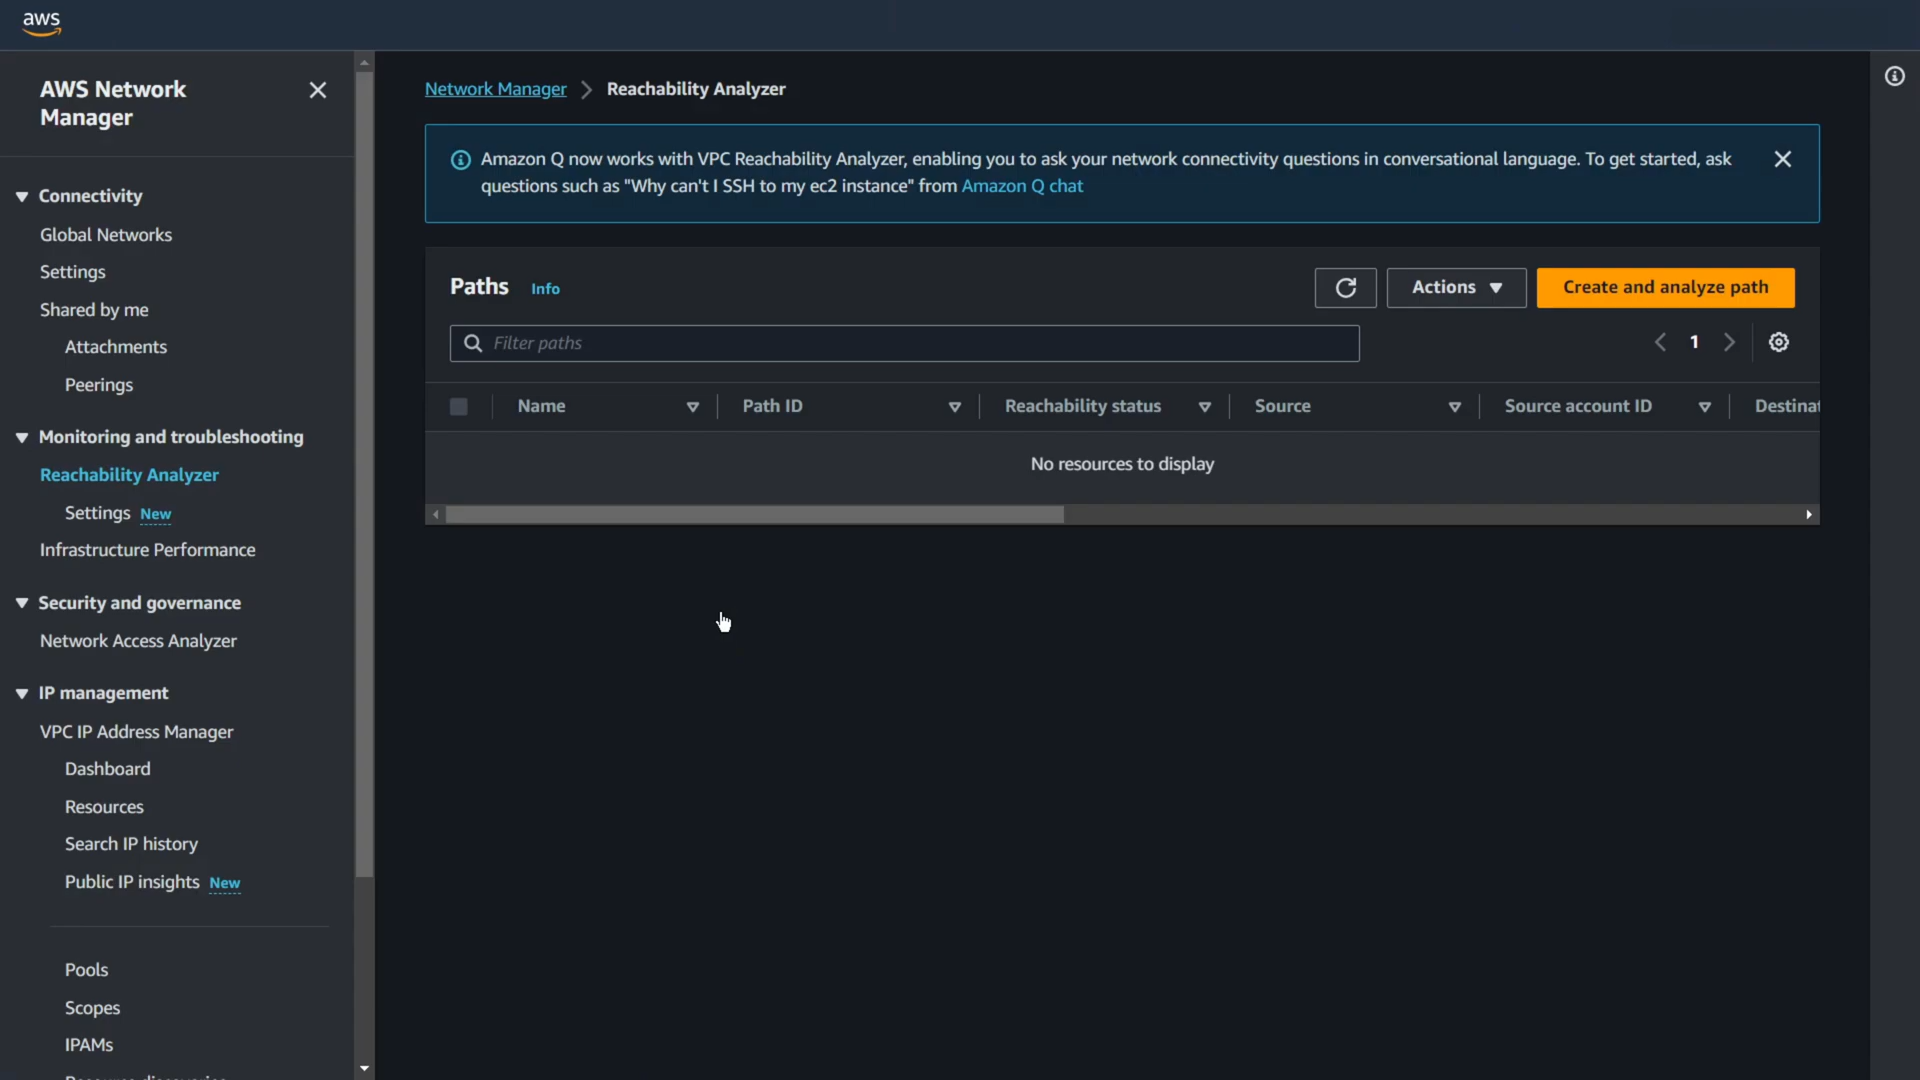 aws
AWS Network
Manager
Connectivity
Global Networks
Settings
Shared by me
Attachments
Peerings
Monitoring and troubleshooting
Reachability Analyzer
Settings New
Infrastructure Performance
Security and governance
Network Access Analyzer
IP management
VPC IP Address Manager
Dashboard
Resources
Search IP history
Public IP insights New
Pools
Scopes
IPAMs
Network Manager > Reachability Analyzer
Amazon Q now works with VPC Reachability Analyzer, enabling you to ask your network connectivity questions in conversational language. To get started, ask
questions such as "Why can't I SSH to my ec2 instance" from Amazon Q chat
Paths Info
Actions
Create and analyze path
Filter paths
1
Name Path ID Reachability status Source Source account ID Destinat
No resources to display